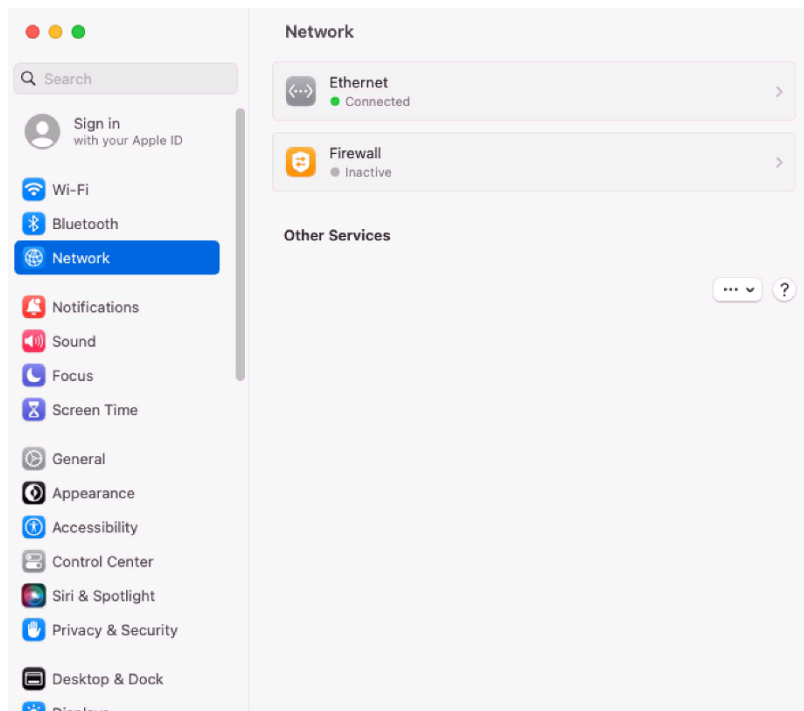 Network
Search
Sign in
with your Apple ID
Wi-Fi
Bluetooth
Network
Notifications
Sound
Focus
Screen Time
General
Appearance
Accessibility
Control Center
Siri & Spotlight
Privacy & Security
Desktop & Dock
Displays
Ethernet
Connected
Firewall
Inactive
Other Services
?